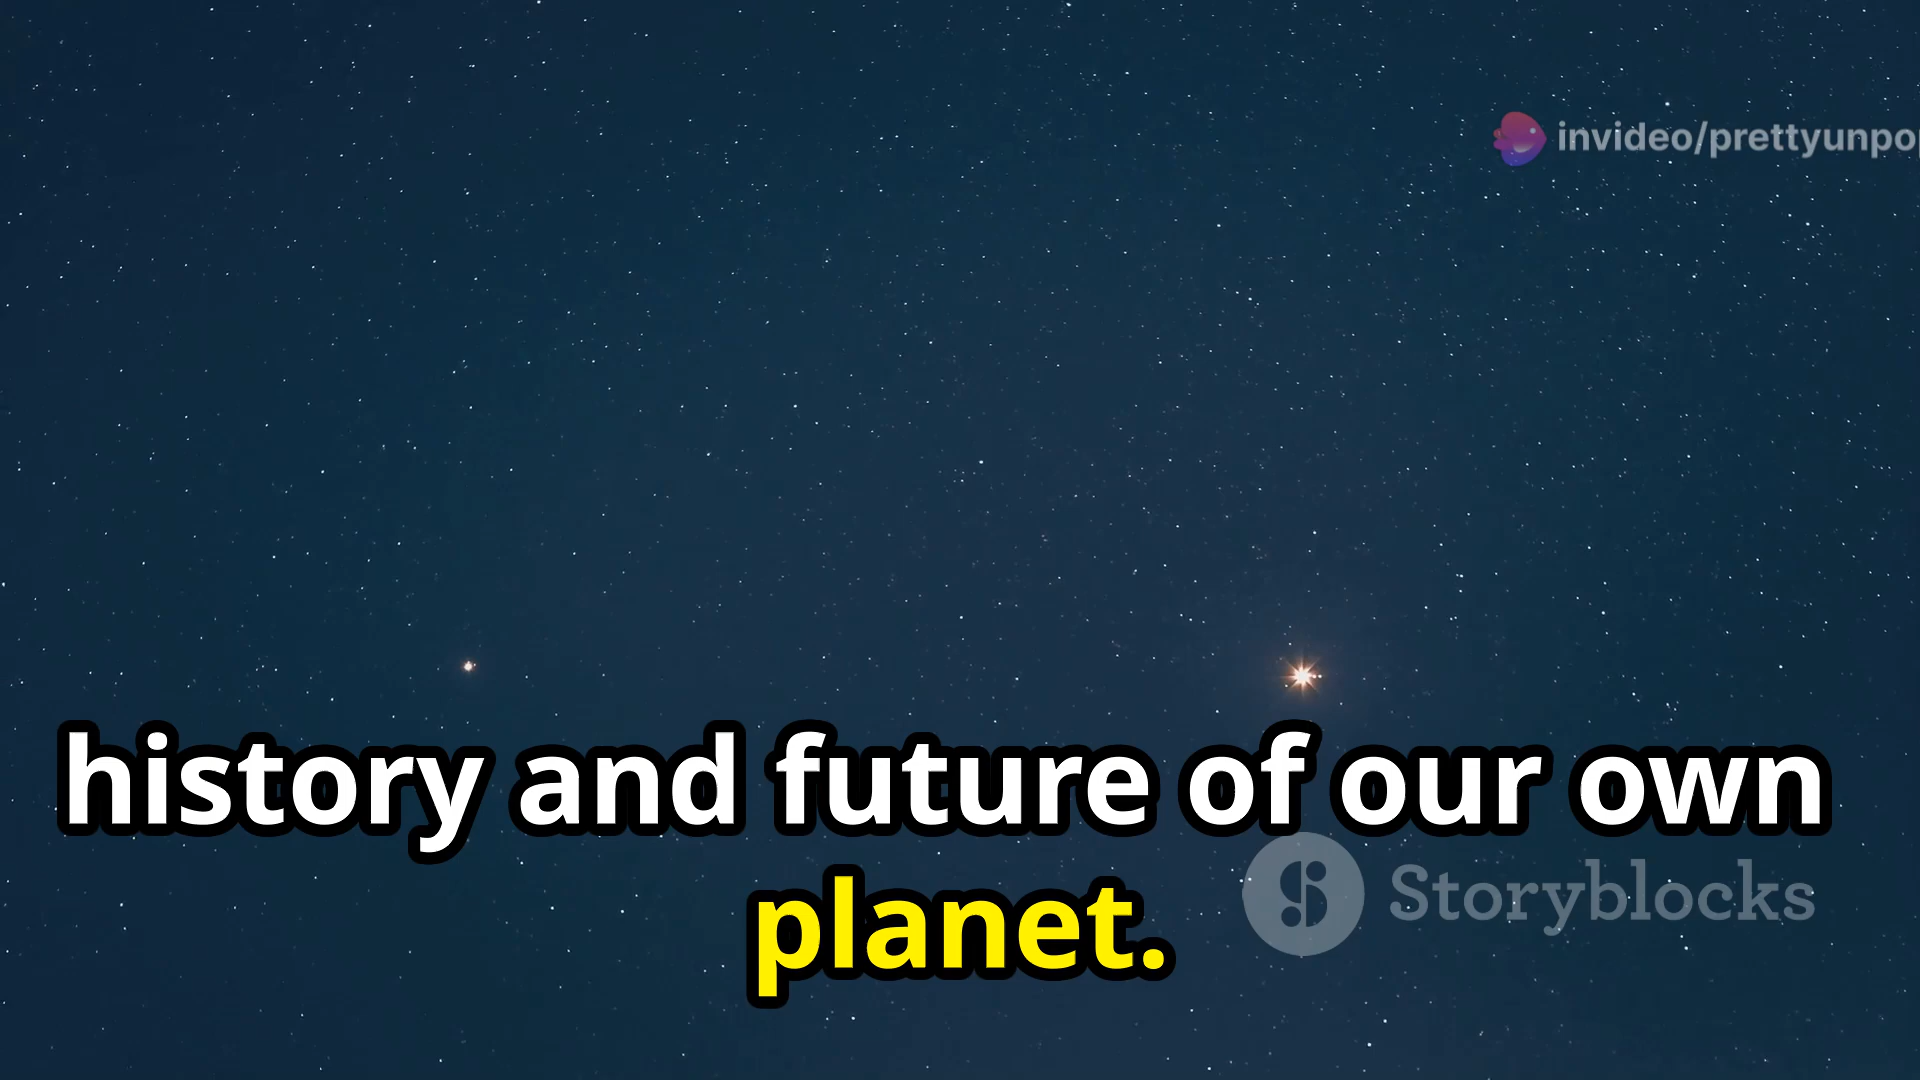 invideo/prettyunpo
history and future of our own
planet.
Storyblocks